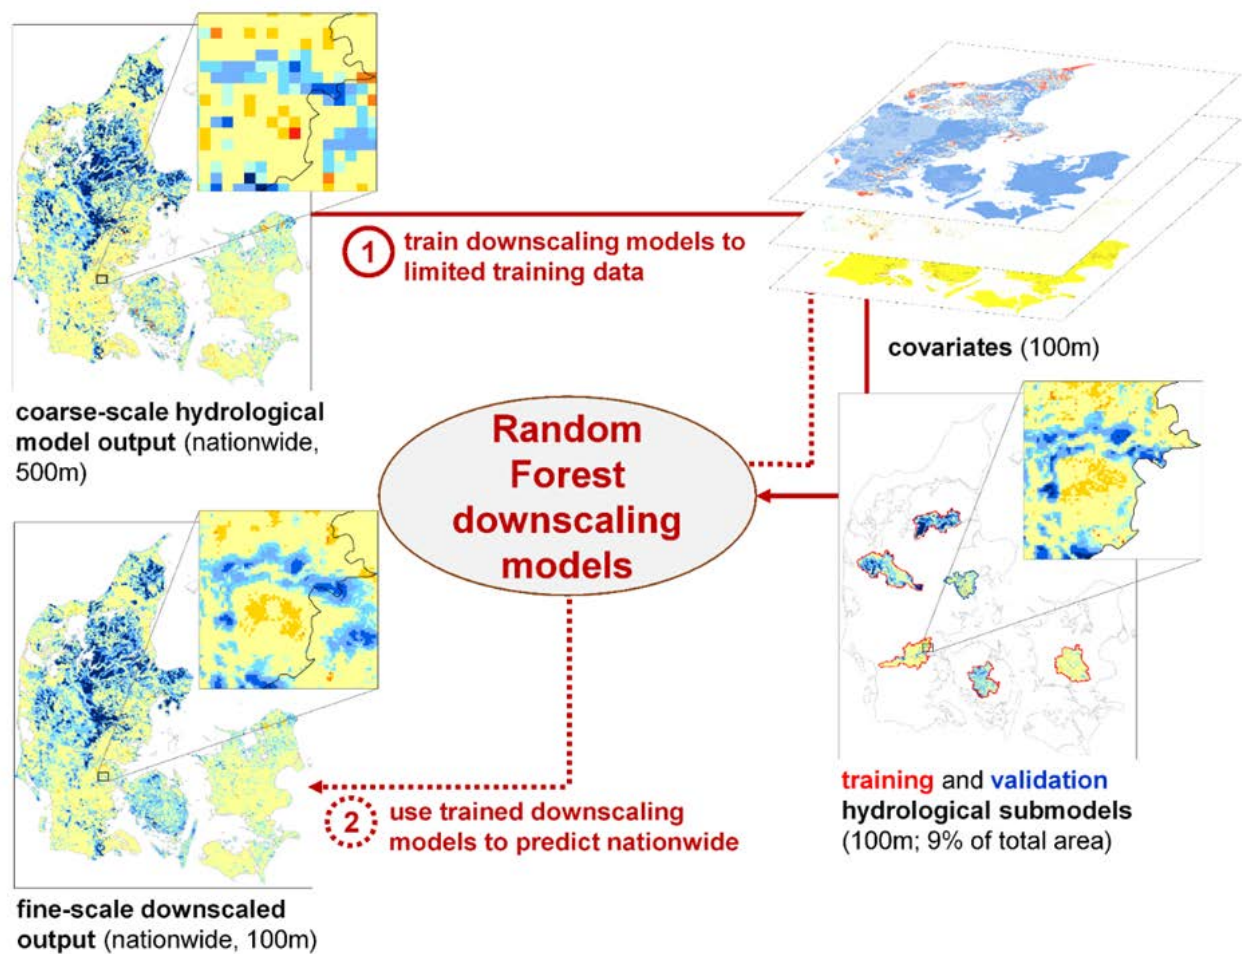 1
train downscaling models to
limited training data
covariates (100m)
coarse-scale hydrological
model output (nationwide,
500m)
Random
Forest
downscaling
models
training and validation
hydrological submodels
(100m; 9% of total area)
2
use trained downscaling
models to predict nationwide
fine-scale downscaled
output (nationwide, 100m)